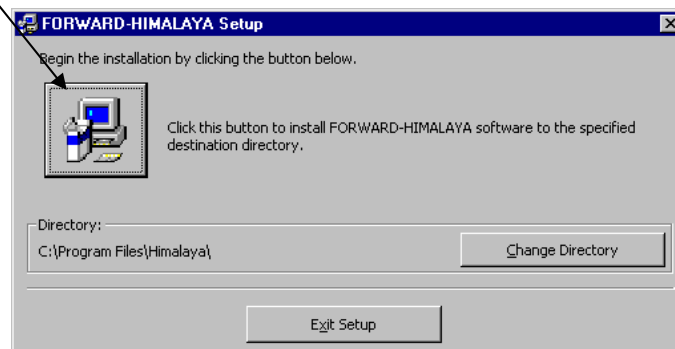 FORWARD-HIMALAYA Setup
Begin the installation by clicking the button below.
Click this button to install FORWARD-HIMALAYA software to the specified
destination directory.
Directory:
C:\Program Files\Himalaya\
Change Directory
Exit Setup